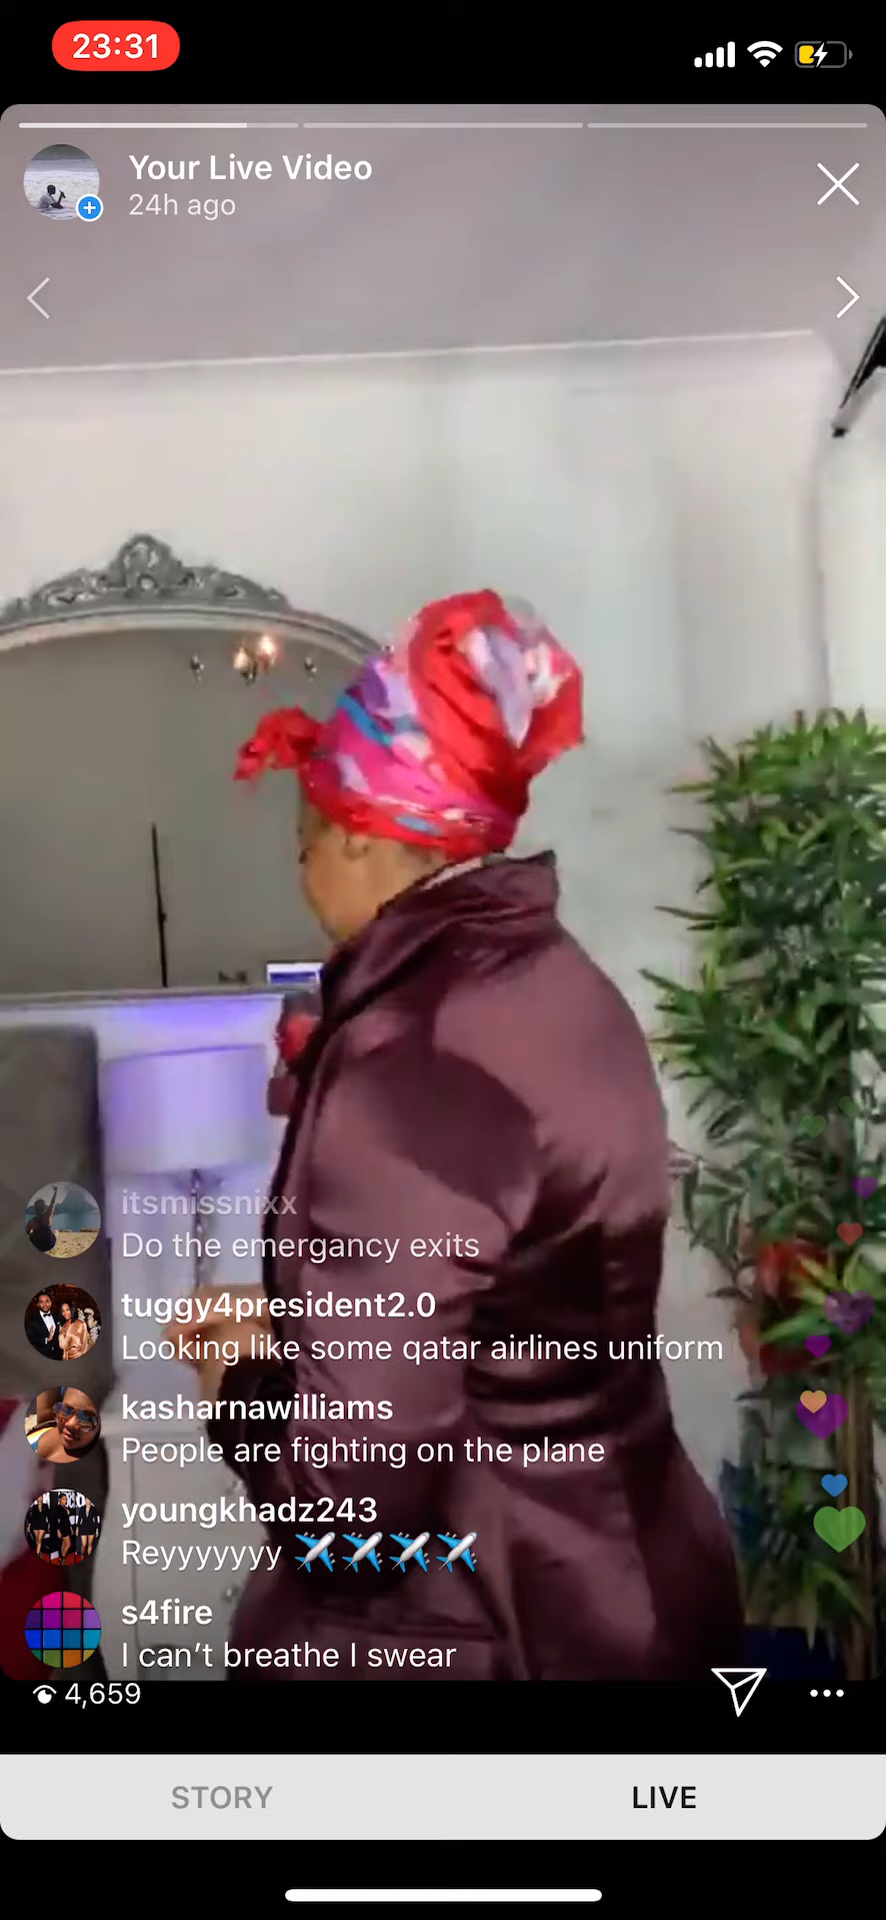 23:31
Your Live Video
24h ago
itsmissnixx
Do the emergancy exits
tuggy4president2.0
Looking like some qatar airlines uniform
kasharnawilliams
People are fighting on the plane
youngkhadz243
Reyyyyyyy ✈️✈️✈️✈️
s4fire
I can’t breathe I swear
4,659
STORY
LIVE